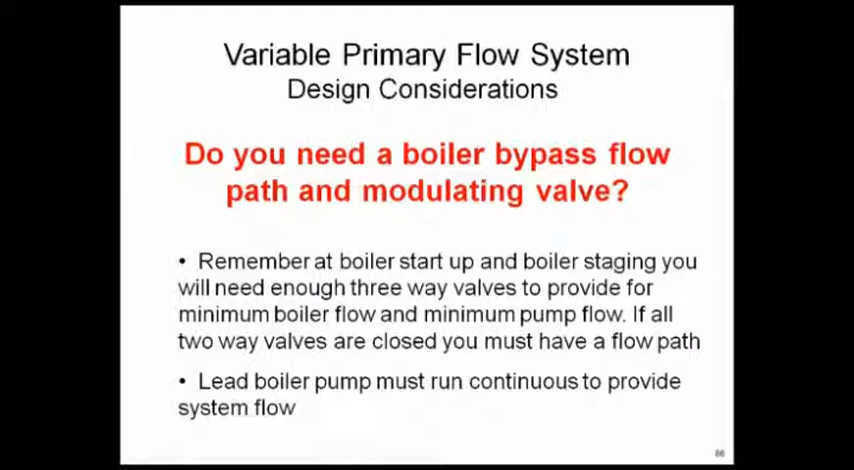 Variable Primary Flow System
Design Considerations
Do you need a boiler bypass flow
path and modulating valve?
• Remember at boiler start up and boiler staging you
will need enough three way valves to provide for
minimum boiler flow and minimum pump flow. If all
two way valves are closed you must have a flow path
• Lead boiler pump must run continuous to provide
system flow